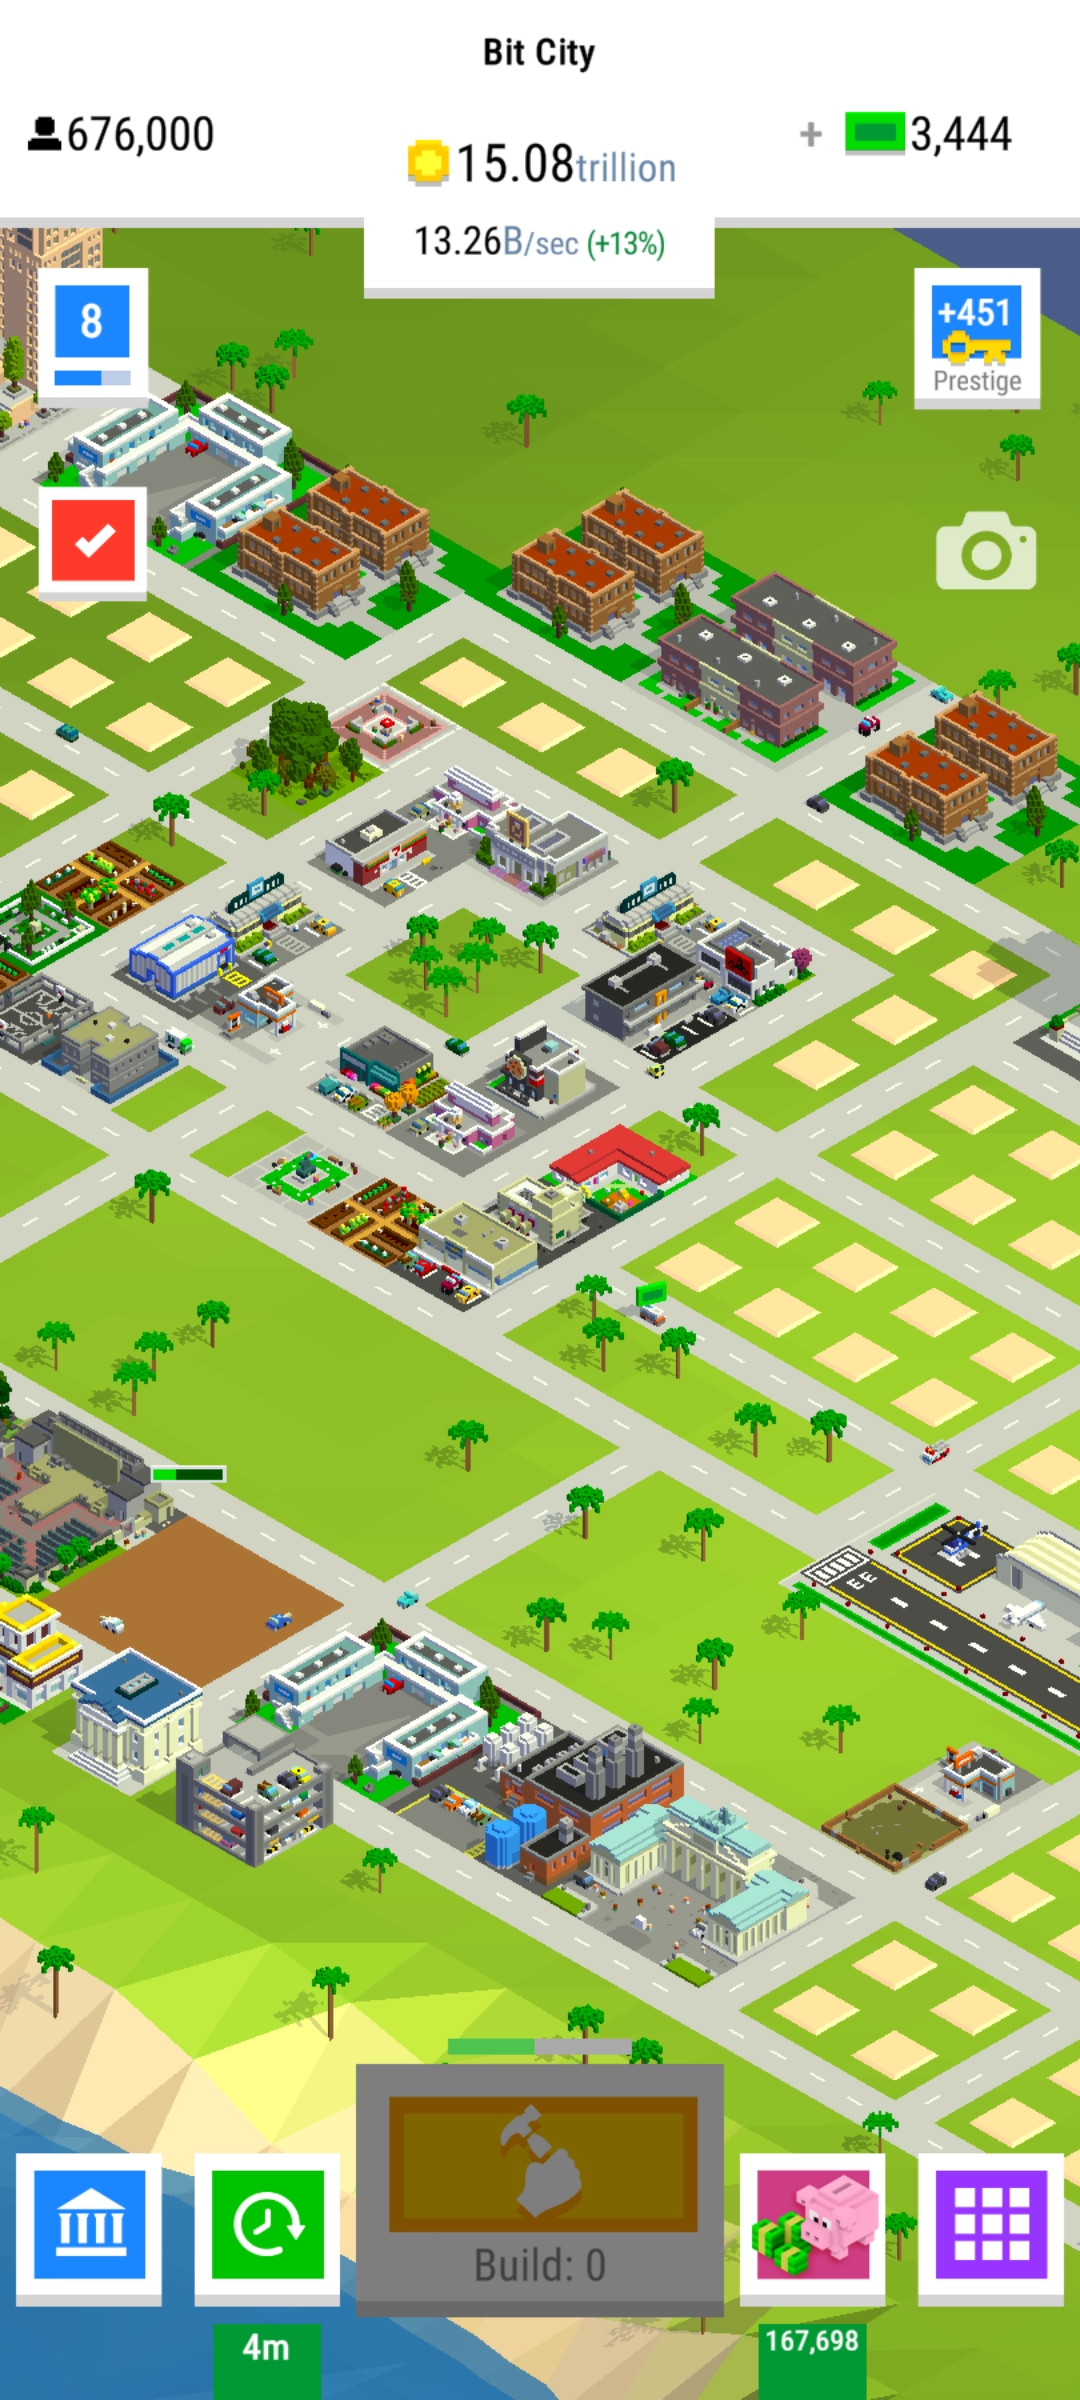 Bit City
676,000
15.08trillion
+ 3,444
13.26B/sec (+13%)
8
+451
Prestige
EE
Build: 0
4m
167,698